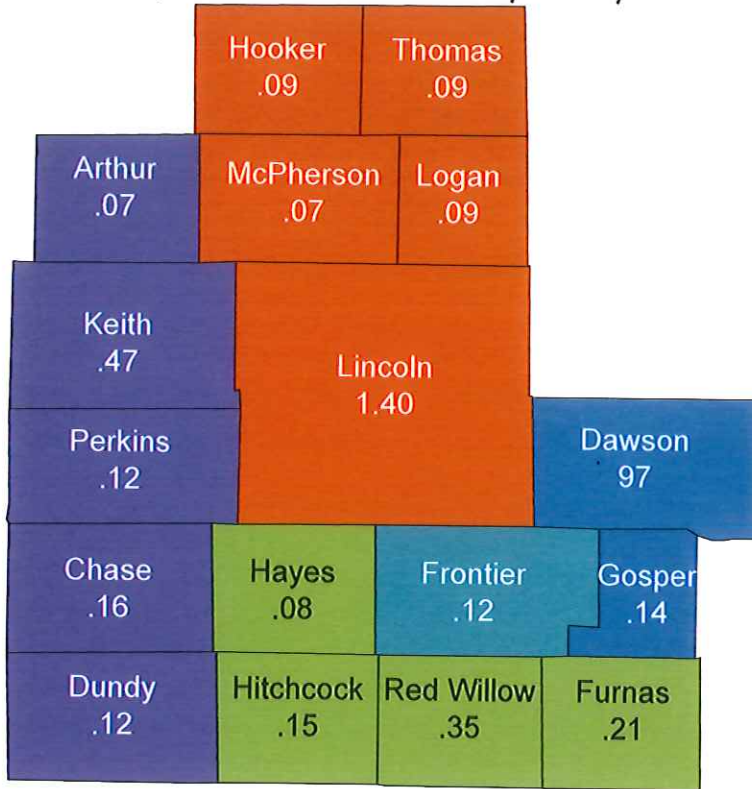 Hooker
.09
Thomas
.09
Arthur
.07
McPherson
.07
Logan
.09
Keith
.47
Lincoln
1.40
Perkins
.12
Dawson
97
Chase
.16
Hayes
.08
Frontier
.12
Gosper
.14
Dundy
.12
Hitchcock
.15
Red Willow
.35
Furnas
.21